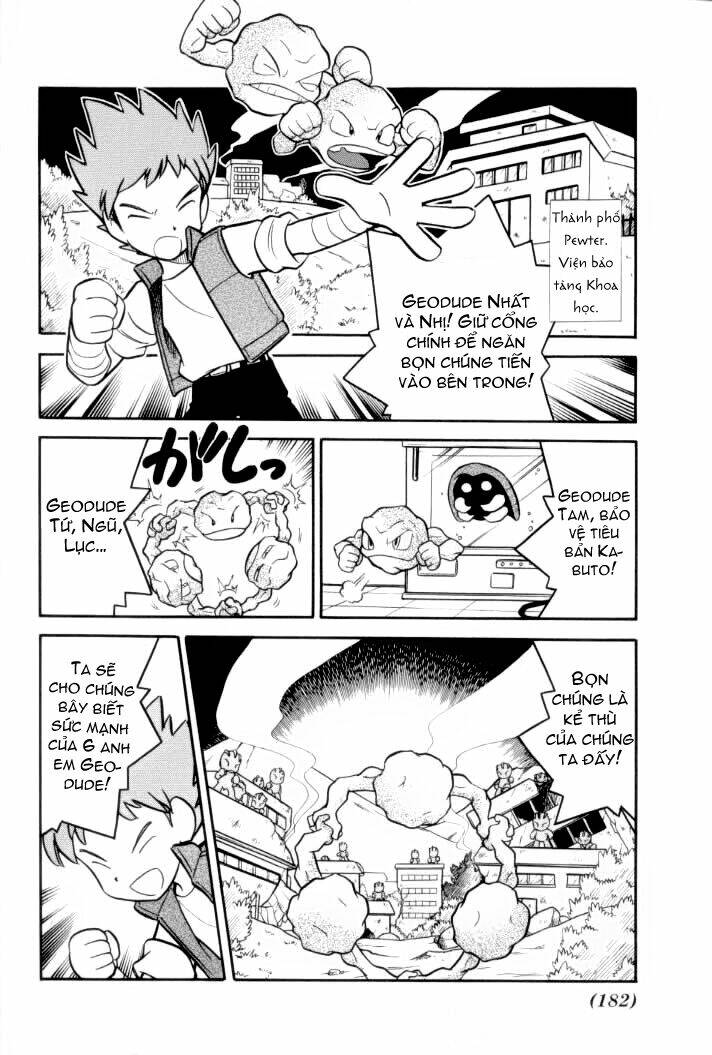 Thành phố
Pewter.
Viện bảo
tàng Khoa
học.
Geodude Nhất
và Nhị! Giữ cổng
chính để ngăn
bọn chúng tiến
vào bên trong!
Geodude
Tam, bảo
vệ tiêu
bản Ka-
buto!
がしっ
Geodude
Tứ, Ngũ,
Lục...
Bọn
chúng là
kẻ thù
của chúng
ta đấy!
Ta sẽ
cho chúng
bây biết
sức mạnh
của 6 anh
em Geo-
dude!
(182)